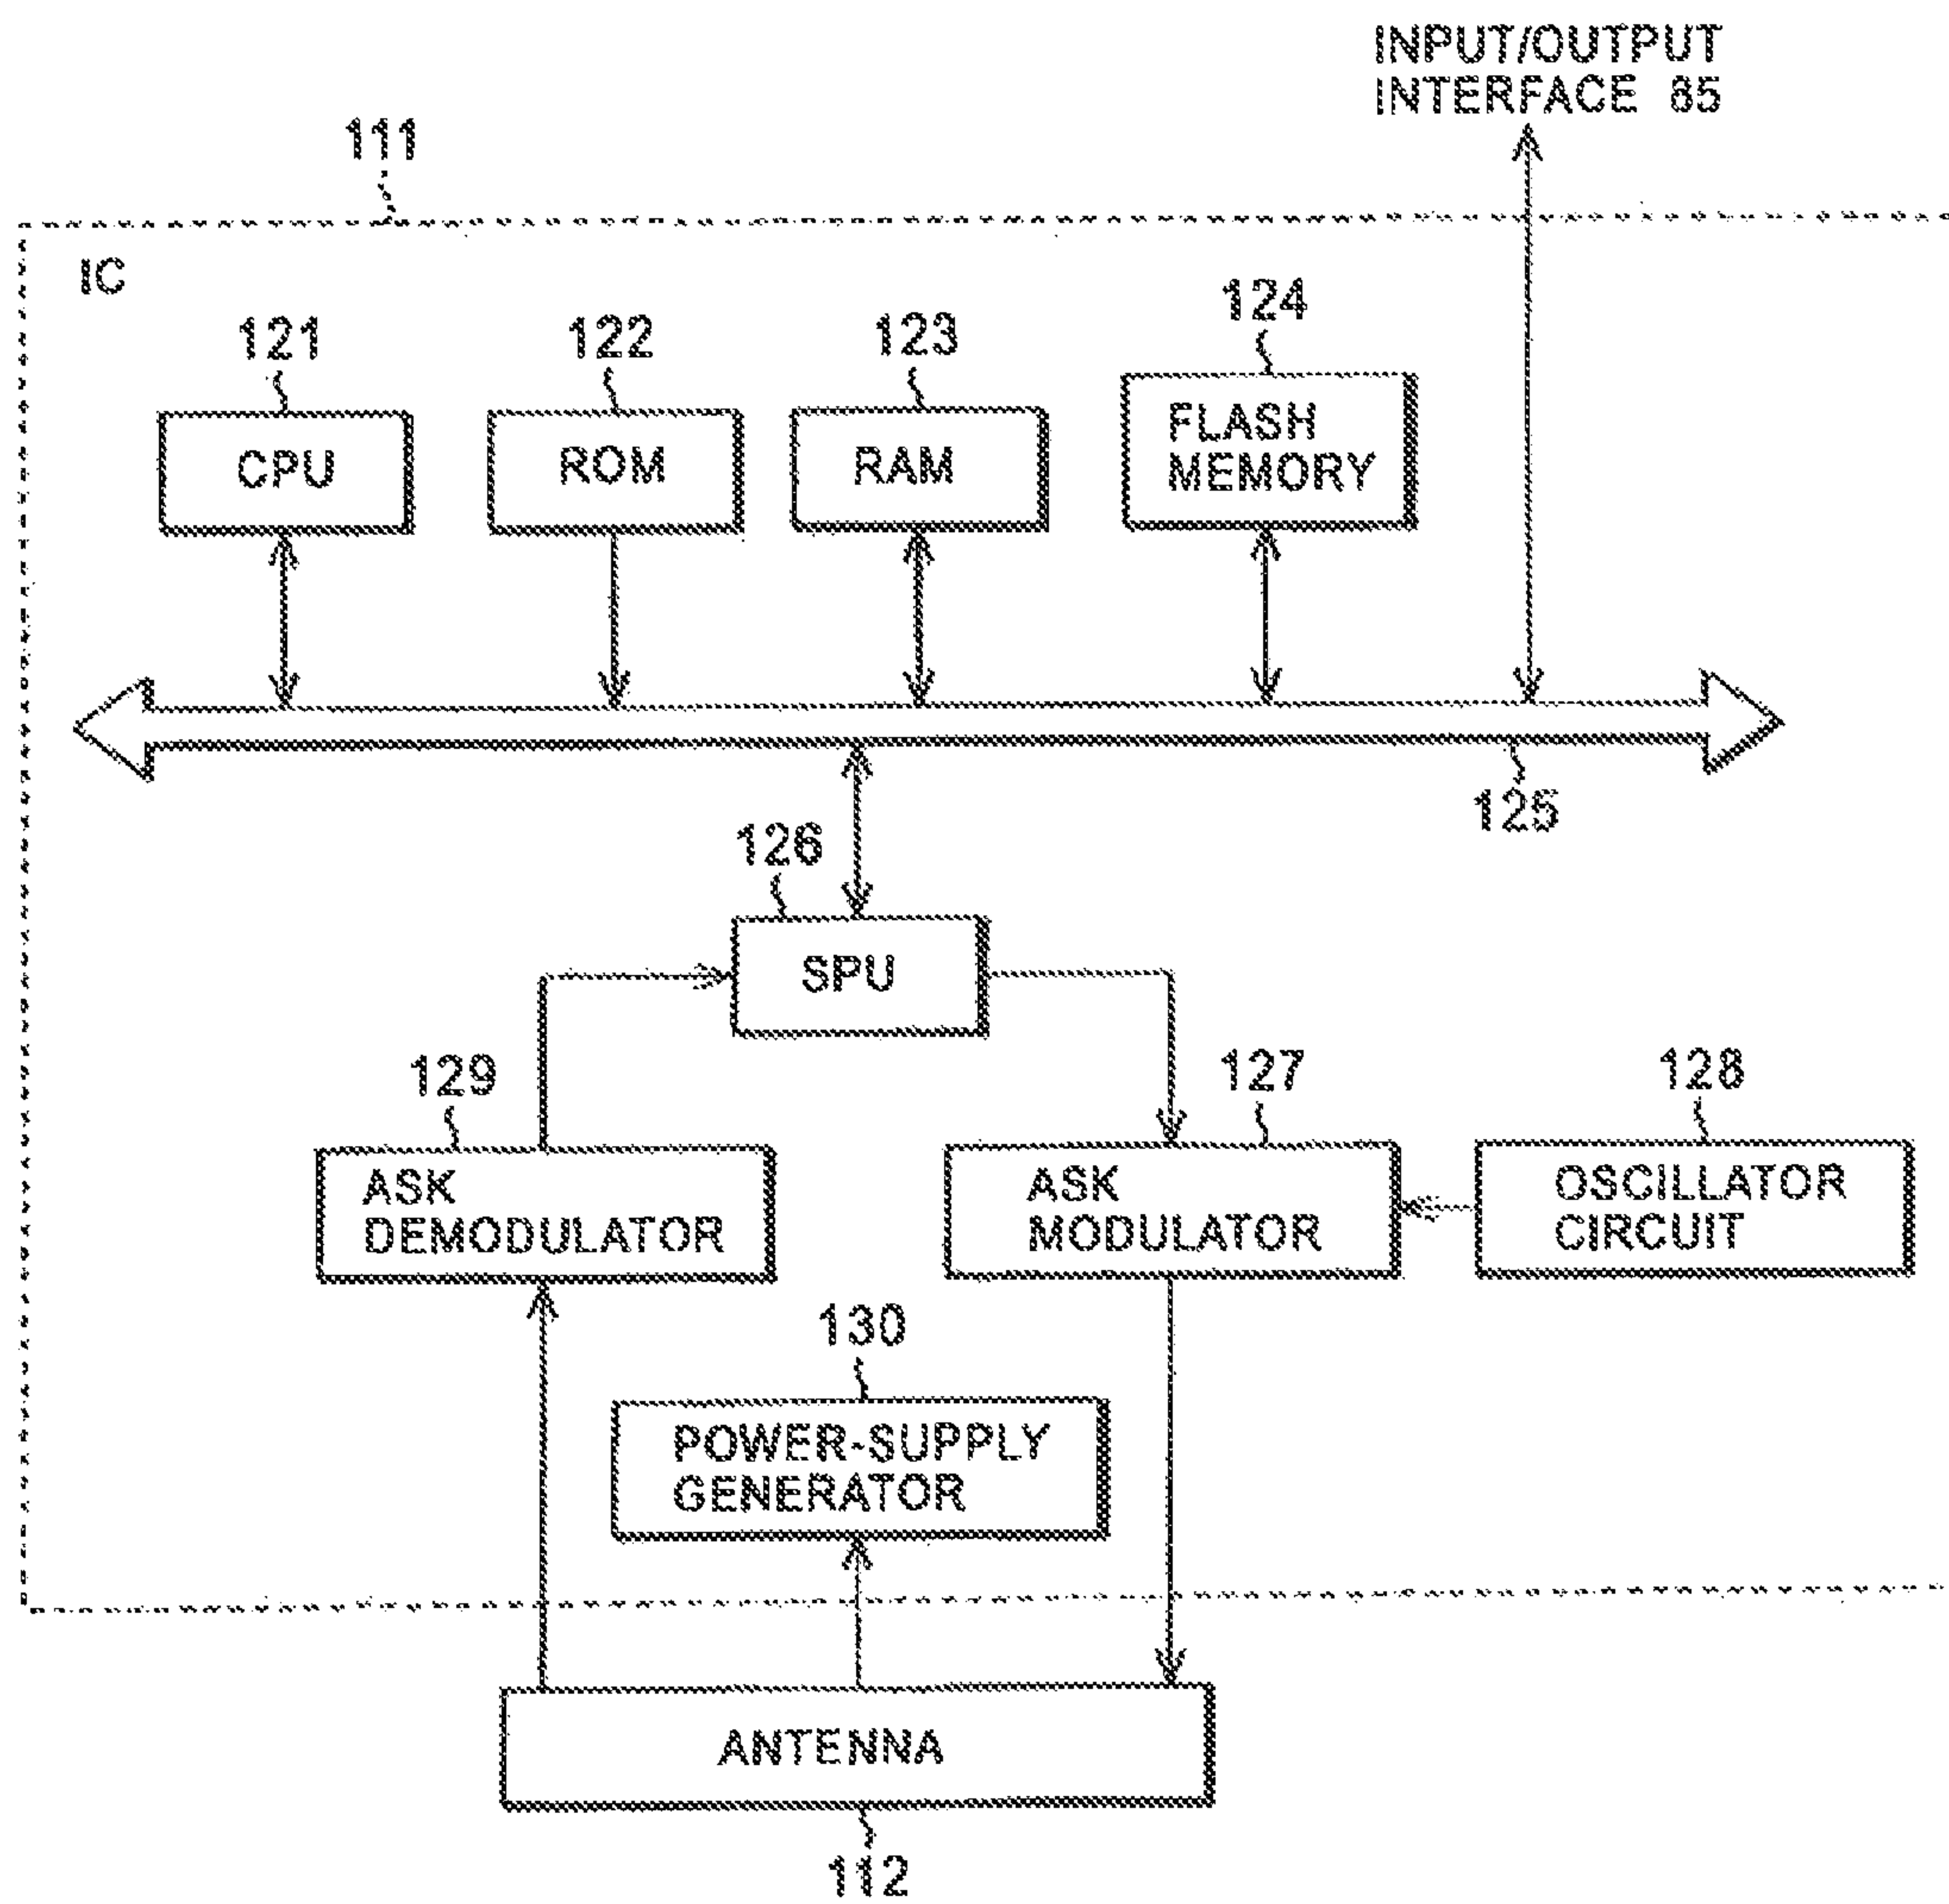 INPUT/OUTPUT
INTERFACE 85
111
IC
121
122
123
124
CPU
ROM
RAM
FLASH
MEMORY
125
126
SPU
129
127
128
ASK
DEMODULATOR
ASK
MODULATOR
OSCILLATOR
CIRCUIT
130
POWER-SUPPLY
GENERATOR
ANTENNA
112